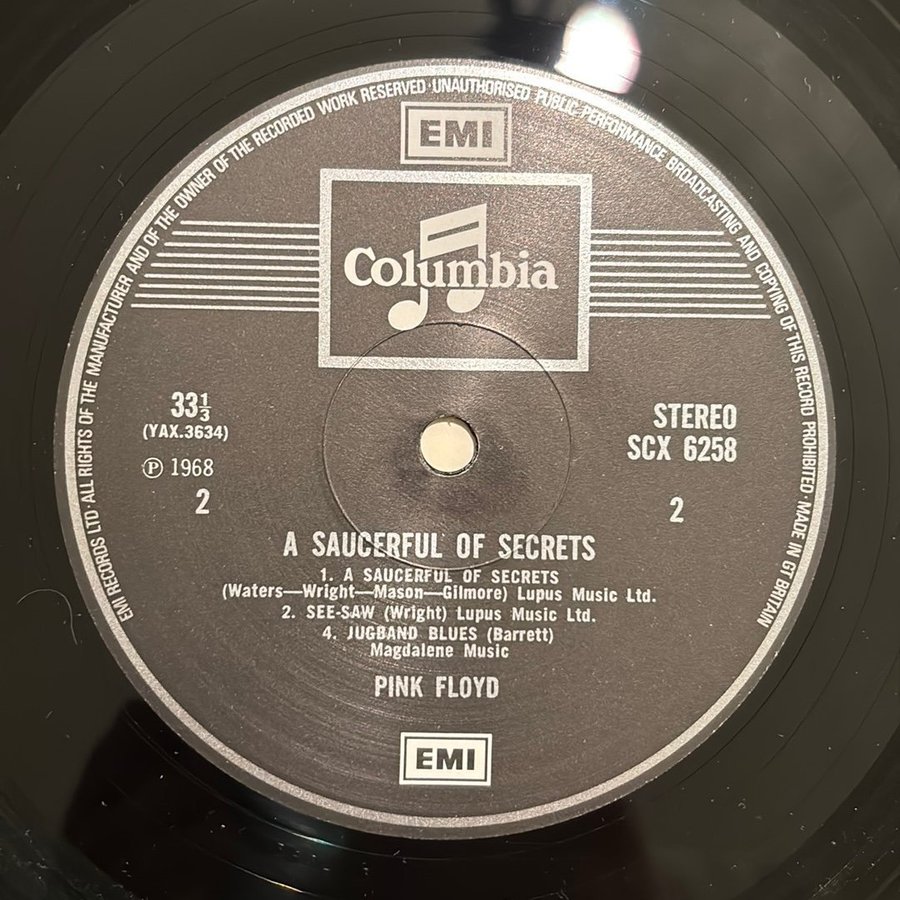 EMI RECORDS LTD · ALL RIGHTS OF THE MANUFACTURER AND OF THE OWNER OF THE RECORDED WORK RESERVED · UNAUTHORISED PUBLIC PERFORMANCE BROADCASTING AND COPYING OF THIS RECORD PROHIBITED · MADE IN GT BRITAIN
EMI
Columbia
33⅓
(YAX.3634)
Ⓟ 1968
2
STEREO
SCX 6258
2
A SAUCERFUL OF SECRETS
1. A SAUCERFUL OF SECRETS
(Waters—Wright—Mason—Gilmore) Lupus Music Ltd.
2. SEE-SAW (Wright) Lupus Music Ltd.
4. JUGBAND BLUES (Barrett)
Magdalene Music
PINK FLOYD
EMI